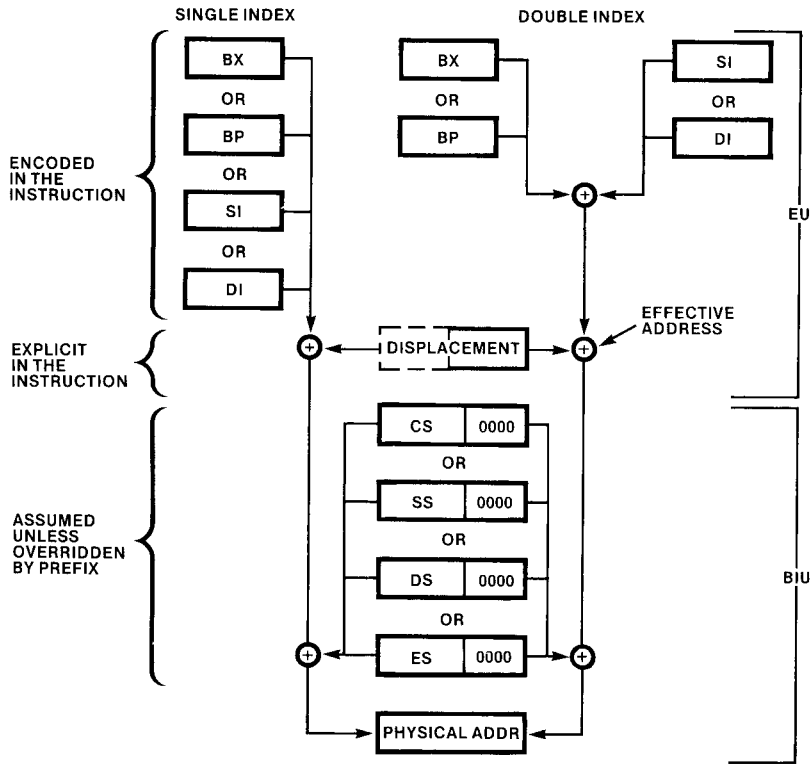 SINGLE INDEX
DOUBLE INDEX
BX
OR
BP
OR
SI
OR
DI
BX
OR
BP
SI
OR
DI
ENCODED
IN THE
INSTRUCTION
EU
+
EFFECTIVE
ADDRESS
EXPLICIT
IN THE
INSTRUCTION
+
DISPLACEMENT
+
CS 0000
OR
SS 0000
OR
DS 0000
OR
ES 0000
ASSUMED
UNLESS
OVERRIDDEN
BY PREFIX
BIU
+
+
PHYSICAL ADDR